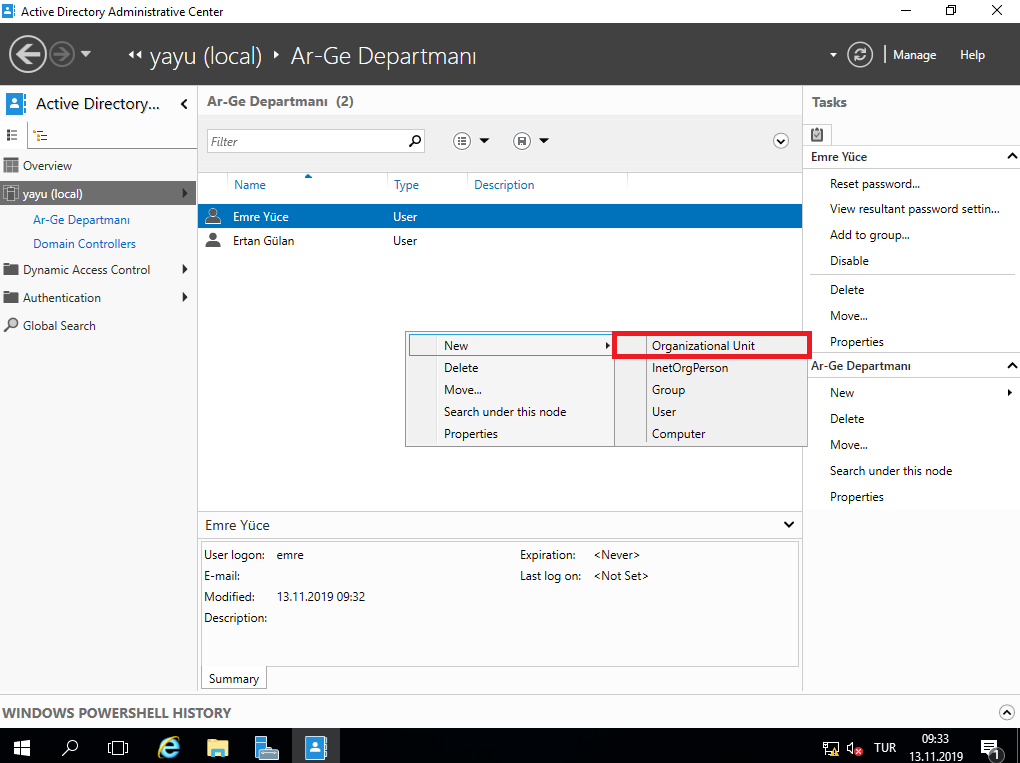 Active Directory Administrative Center
yayu (local) Ar-Ge Departmanı
Manage Help
Active Directory...
Overview
yayu (local)
Ar-Ge Departmanı
Domain Controllers
Dynamic Access Control
Authentication
Global Search
Ar-Ge Departmanı (2)
Filter
Name Type Description
Emre Yüce User
Ertan Gülan User
New
Delete
Move...
Search under this node
Properties
Organizational Unit
InetOrgPerson
Group
User
Computer
Emre Yüce
User logon: emre Expiration: <Never>
E-mail: Last log on: <Not Set>
Modified: 13.11.2019 09:32
Description:
Summary
Tasks
Emre Yüce
Reset password...
View resultant password settin...
Add to group...
Disable
Delete
Move...
Properties
Ar-Ge Departmanı
New
Delete
Move...
Search under this node
Properties
WINDOWS POWERSHELL HISTORY
TUR
09:33
13.11.2019
1